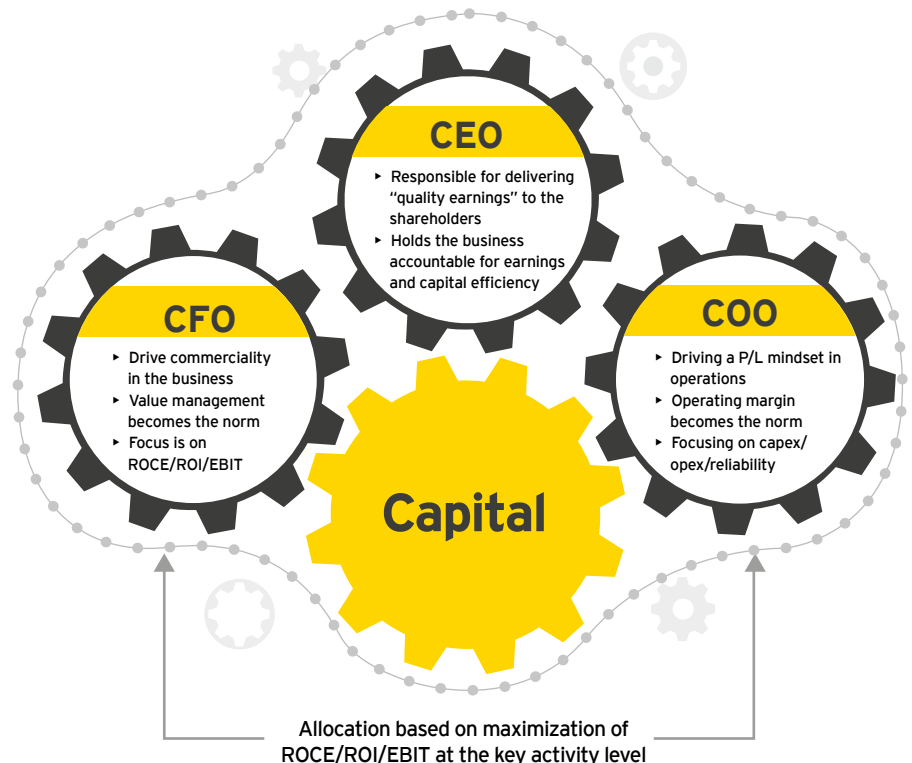 CEO
▸ Responsible for delivering
“quality earnings” to the
shareholders
▸ Holds the business
accountable for earnings
and capital efficiency
CFO
▸ Drive commerciality
in the business
▸ Value management
becomes the norm
▸ Focus is on
ROCE/ROI/EBIT
COO
▸ Driving a P/L mindset in
operations
▸ Operating margin
becomes the norm
▸ Focusing on capex/
opex/reliability
Capital
Allocation based on maximization of
ROCE/ROI/EBIT at the key activity level